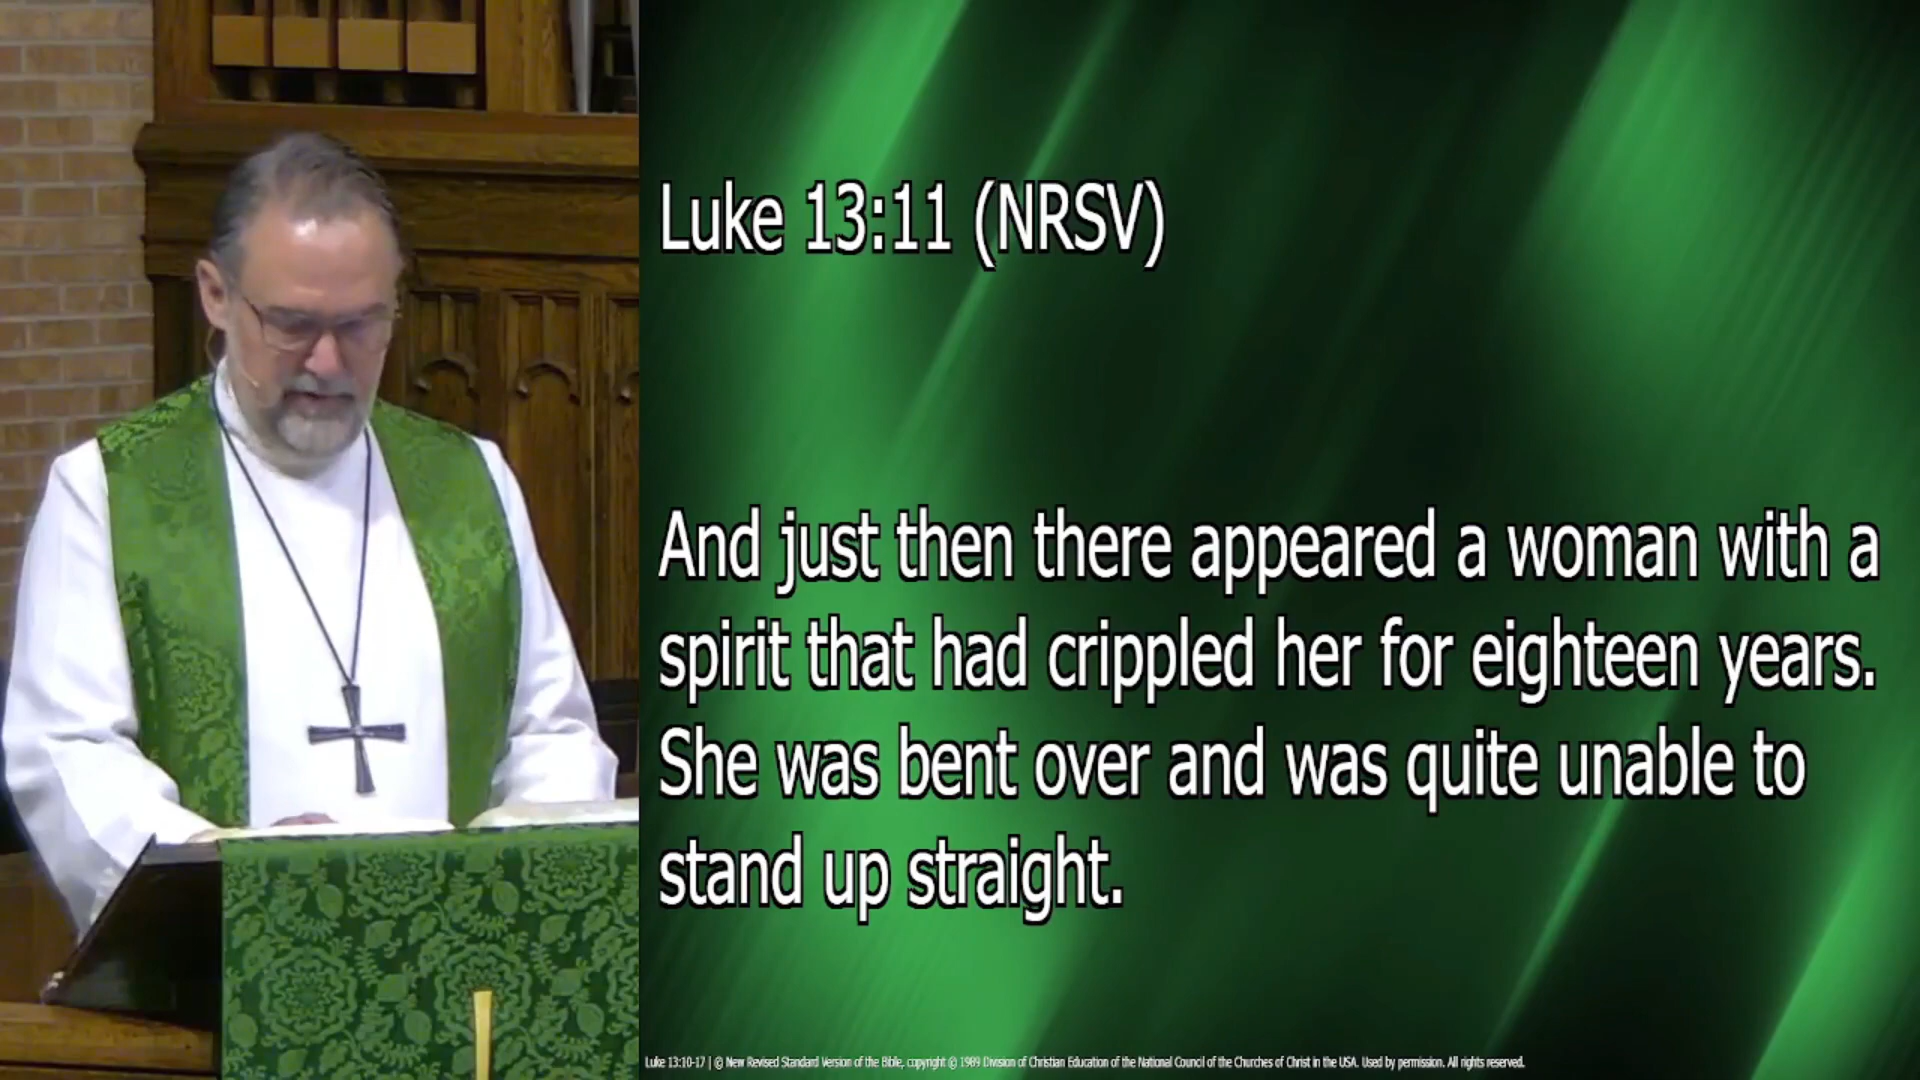 Luke 13:11 (NRSV)
And just then there appeared a woman with a
spirit that had crippled her for eighteen years.
She was bent over and was quite unable to
stand up straight.
Luke 13:10-17 | © New Revised Standard Version of the Bible, copyright © 1989 Division of Christian Education of the National Council of the Churches of Christ in the USA. Used by permission. All rights reserved.